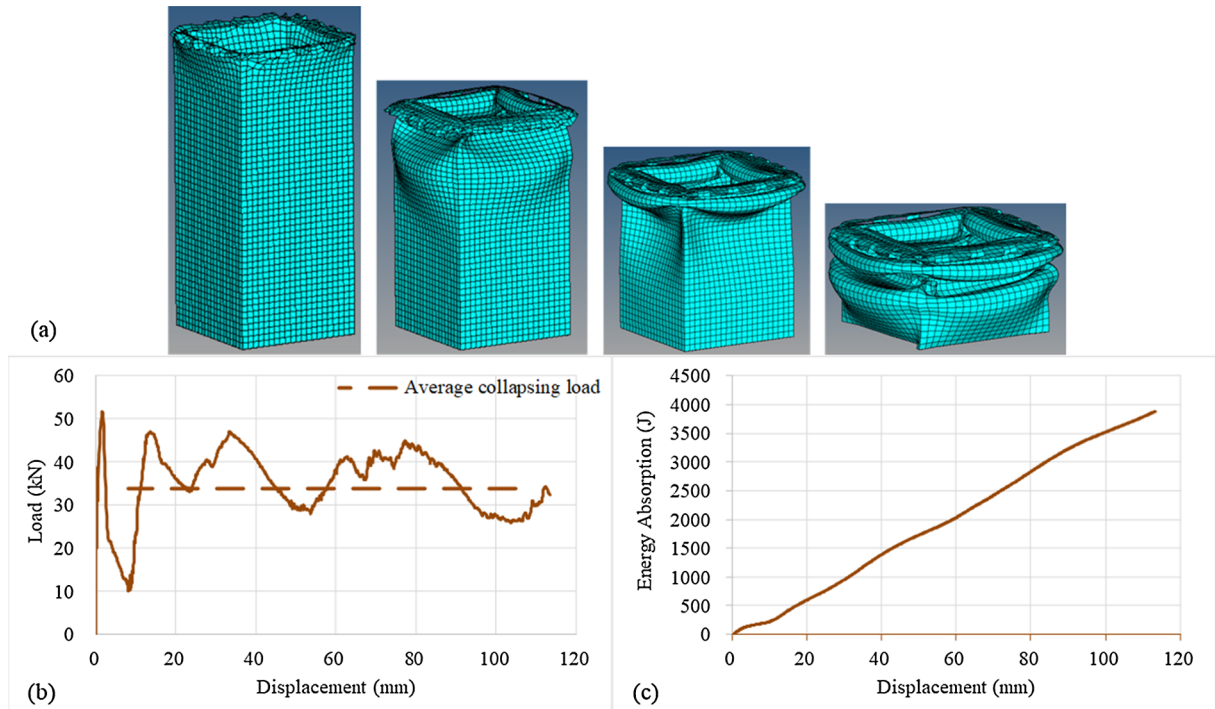 (a)
60
50
40
30
20
10
0
Load (kN)
Average collapsing load
0 20 40 60 80 100 120
Displacement (mm)
(b)
4500
4000
3500
3000
2500
2000
1500
1000
500
0
Energy Absorption (J)
0 20 40 60 80 100 120
Displacement (mm)
(c)